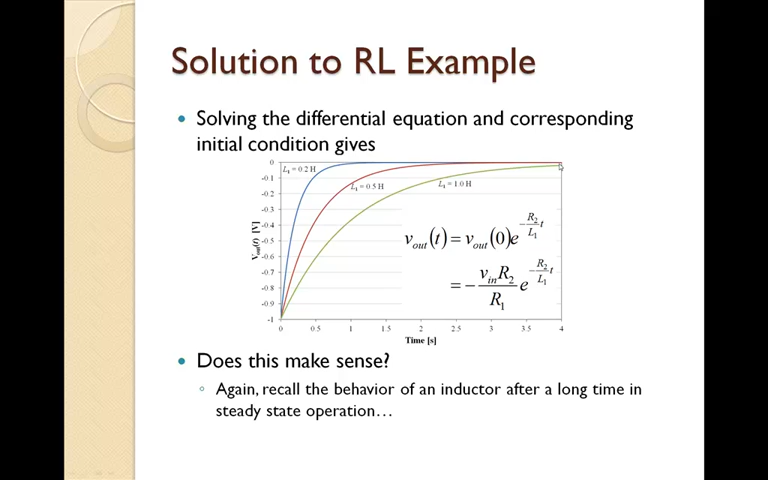 Solution to RL Example
Solving the differential equation and corresponding
initial condition gives
0
-0.1
-0.2
-0.3
-0.4
-0.5
-0.6
-0.7
-0.8
-0.9
-1
V_out(t) [V]
L₁ = 0.2 H
L₁ = 0.5 H
L₁ = 1.0 H
v_out(t) = v_out(0)e^{-\frac{R₂}{L₁}t}
= -\frac{v_in R₂}{R₁} e^{-\frac{R₂}{L₁}t}
0 0.5 1 1.5 2 2.5 3 3.5 4
Time [s]
Does this make sense?
Again, recall the behavior of an inductor after a long time in
steady state operation…